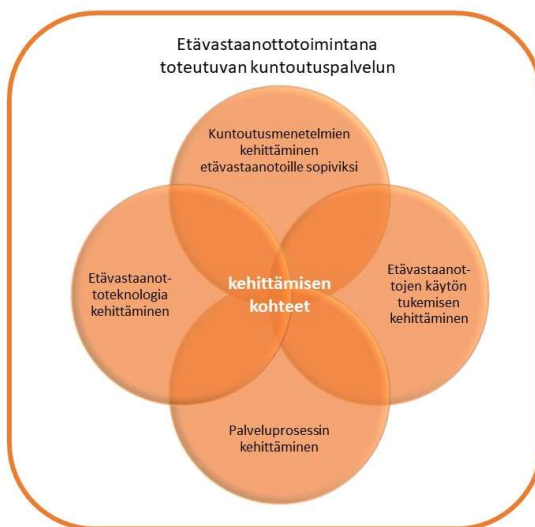 Etävastaanottotoimintana
toteutuvan kuntoutuspalvelun
Kuntoutusmenetelmien
kehittäminen
etävastaanotoille sopiviksi
Etävastaanot-
toteknologia
kehittäminen
kehittämisen
kohteet
Etävastaanot-
tojen käytön
tukemisen
kehittäminen
Palveluprosessin
kehittäminen